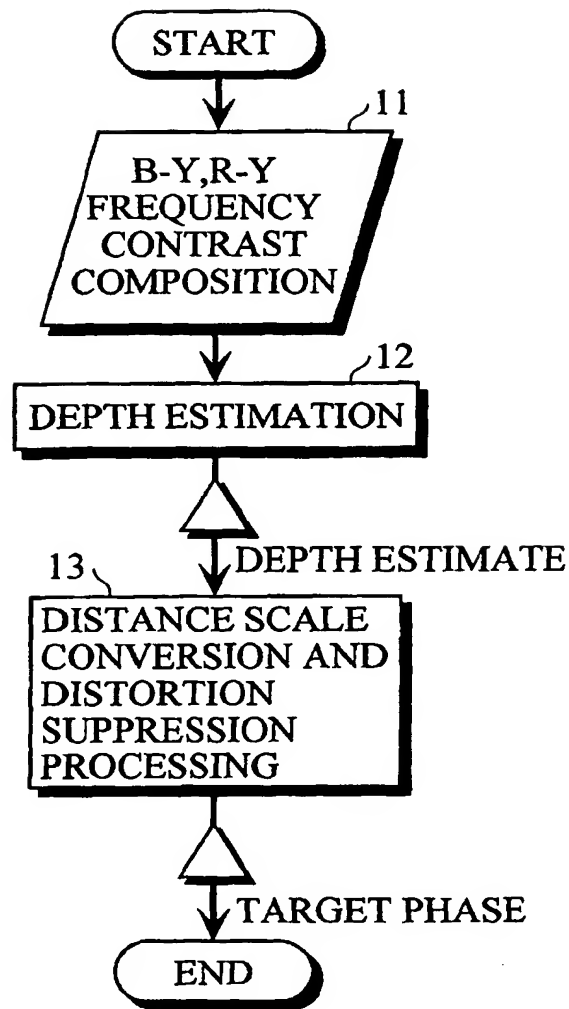 START
11
B-Y,R-Y
FREQUENCY
CONTRAST
COMPOSITION
12
DEPTH ESTIMATION
DEPTH ESTIMATE
13
DISTANCE SCALE
CONVERSION AND
DISTORTION
SUPPRESSION
PROCESSING
TARGET PHASE
END